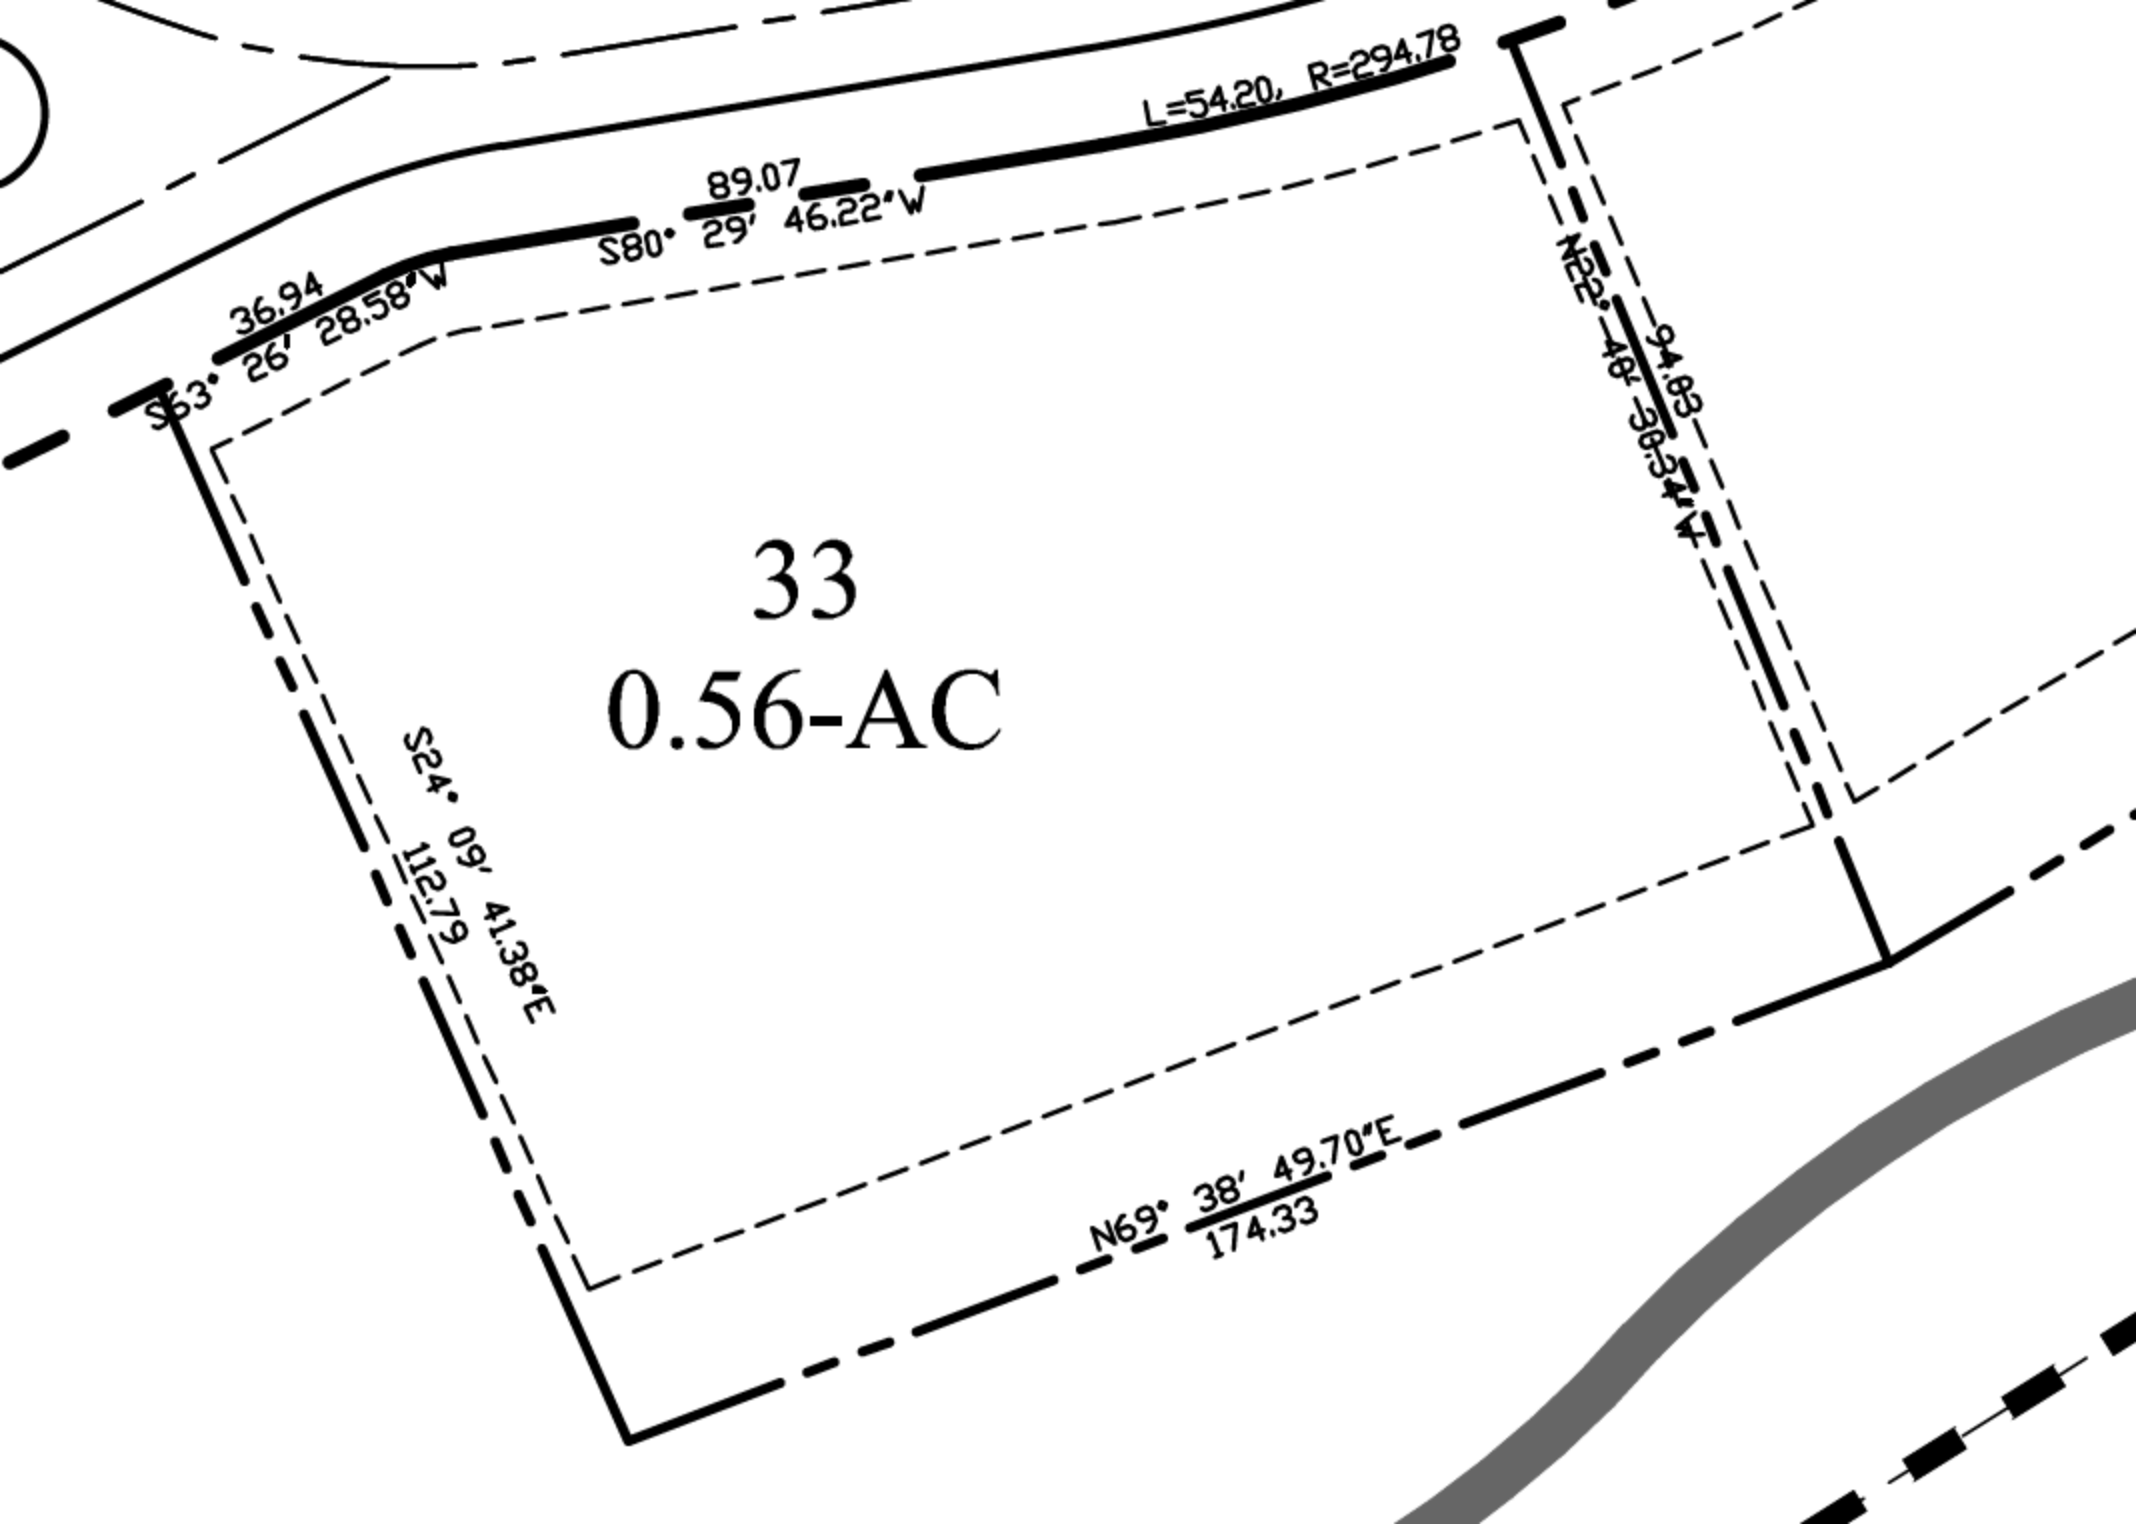 L=54.20, R=294.78
89.07
S80° 29' 46.22"W
36.94
S63° 26' 28.58"W
N22° 48' 30.34"W
94.83
33
0.56-AC
S24° 09' 41.38"E
112.79
N69° 38' 49.70"E
174.33